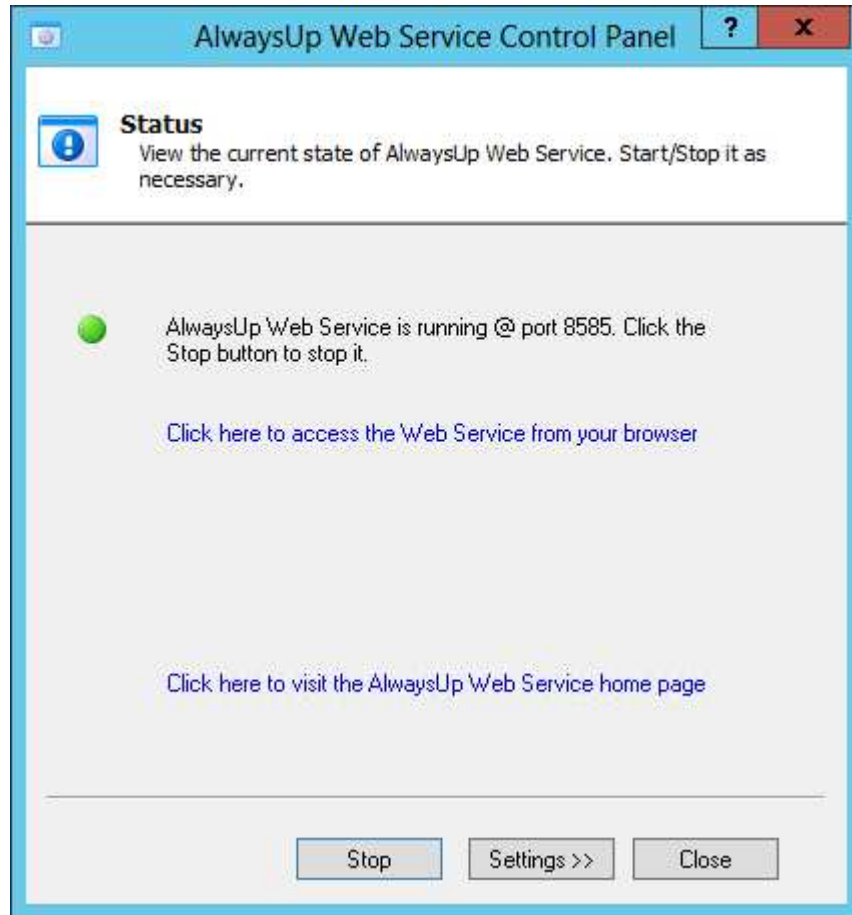 AlwaysUp Web Service Control Panel
?
x
Status
View the current state of AlwaysUp Web Service. Start/Stop it as
necessary.
AlwaysUp Web Service is running @ port 8585. Click the
Stop button to stop it.
Click here to access the Web Service from your browser
Click here to visit the AlwaysUp Web Service home page
Stop
Settings >>
Close